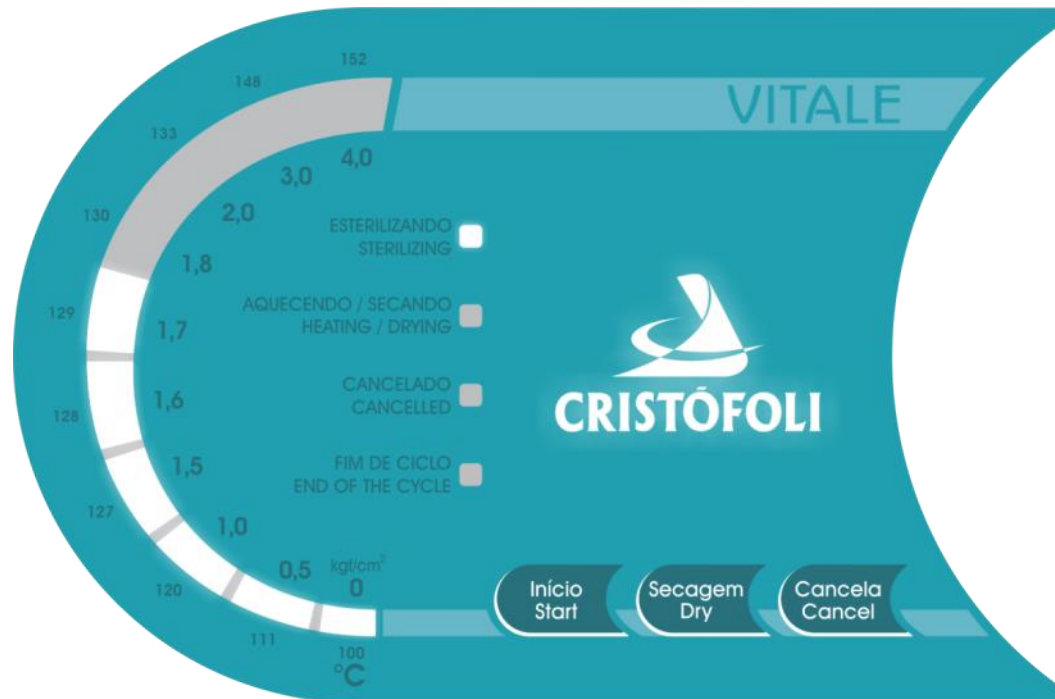 152
148
133
130
129
128
127
120
111
100
°C
VITALE
4,0
3,0
2,0
1,8
1,7
1,6
1,5
1,0
0,5
kgf/cm²
0
ESTERILIZANDO
STERILIZING
AQUECENDO / SECANDO
HEATING / DRYING
CANCELADO
CANCELLED
FIM DE CICLO
END OF THE CYCLE
CRISTÓFOLI
Início
Start
Secagem
Dry
Cancela
Cancel